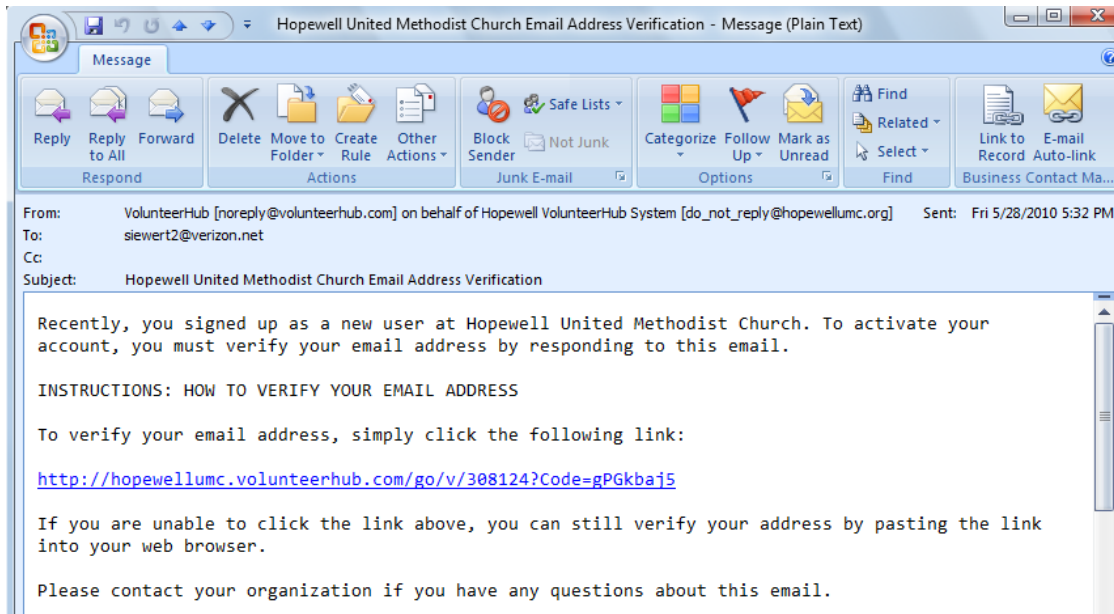 Hopewell United Methodist Church Email Address Verification - Message (Plain Text)
Message
Reply
Reply to All
Forward
Respond
Delete
Move to Folder
Create Rule
Other Actions
Actions
Block Sender
Safe Lists
Not Junk
Junk E-mail
Categorize
Follow Up
Mark as Unread
Options
Find
Related
Select
Find
Link to Record
E-mail Auto-link
Business Contact Ma...
From: VolunteerHub [noreply@volunteerhub.com] on behalf of Hopewell VolunteerHub System [do_not_reply@hopewellumc.org] Sent: Fri 5/28/2010 5:32 PM
To: siewert2@verizon.net
Cc:
Subject: Hopewell United Methodist Church Email Address Verification
Recently, you signed up as a new user at Hopewell United Methodist Church. To activate your
account, you must verify your email address by responding to this email.
INSTRUCTIONS: HOW TO VERIFY YOUR EMAIL ADDRESS
To verify your email address, simply click the following link:
http://hopewellumc.volunteerhub.com/go/v/308124?Code=gPGkbaj5
If you are unable to click the link above, you can still verify your address by pasting the link
into your web browser.
Please contact your organization if you have any questions about this email.